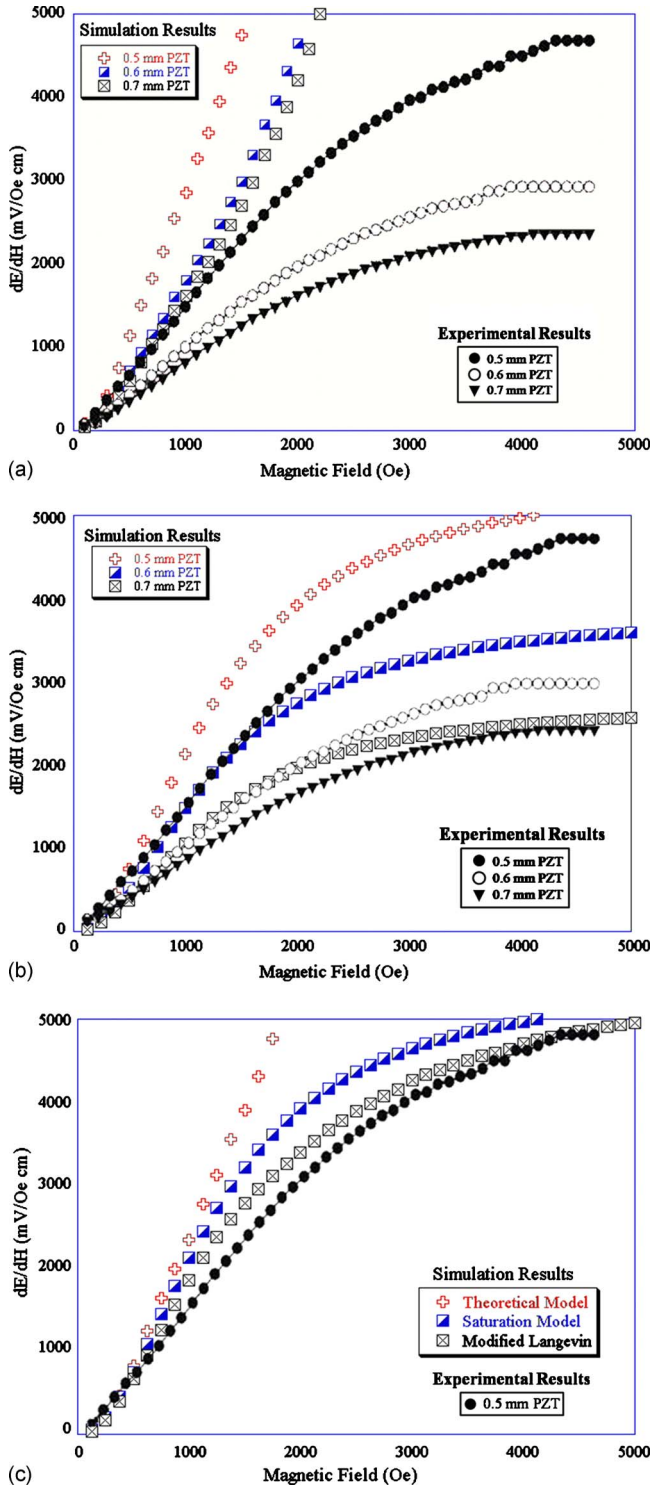 Simulation Results
0.5 mm PZT
0.6 mm PZT
0.7 mm PZT
5000
4000
3000
2000
1000
0
dE/dH (mV/Oe cm)
Experimental Results
0.5 mm PZT
0.6 mm PZT
0.7 mm PZT
0 1000 2000 3000 4000 5000
(a) Magnetic Field (Oe)
Simulation Results
0.5 mm PZT
0.6 mm PZT
0.7 mm PZT
5000
4000
3000
2000
1000
0
dE/dH (mV/Oe cm)
Experimental Results
0.5 mm PZT
0.6 mm PZT
0.7 mm PZT
0 1000 2000 3000 4000 5000
(b) Magnetic Field (Oe)
5000
4000
3000
2000
1000
0
dE/dH (mV/Oe cm)
Simulation Results
Theoretical Model
Saturation Model
Modified Langevin
Experimental Results
0.5 mm PZT
0 1000 2000 3000 4000 5000
(c) Magnetic Field (Oe)